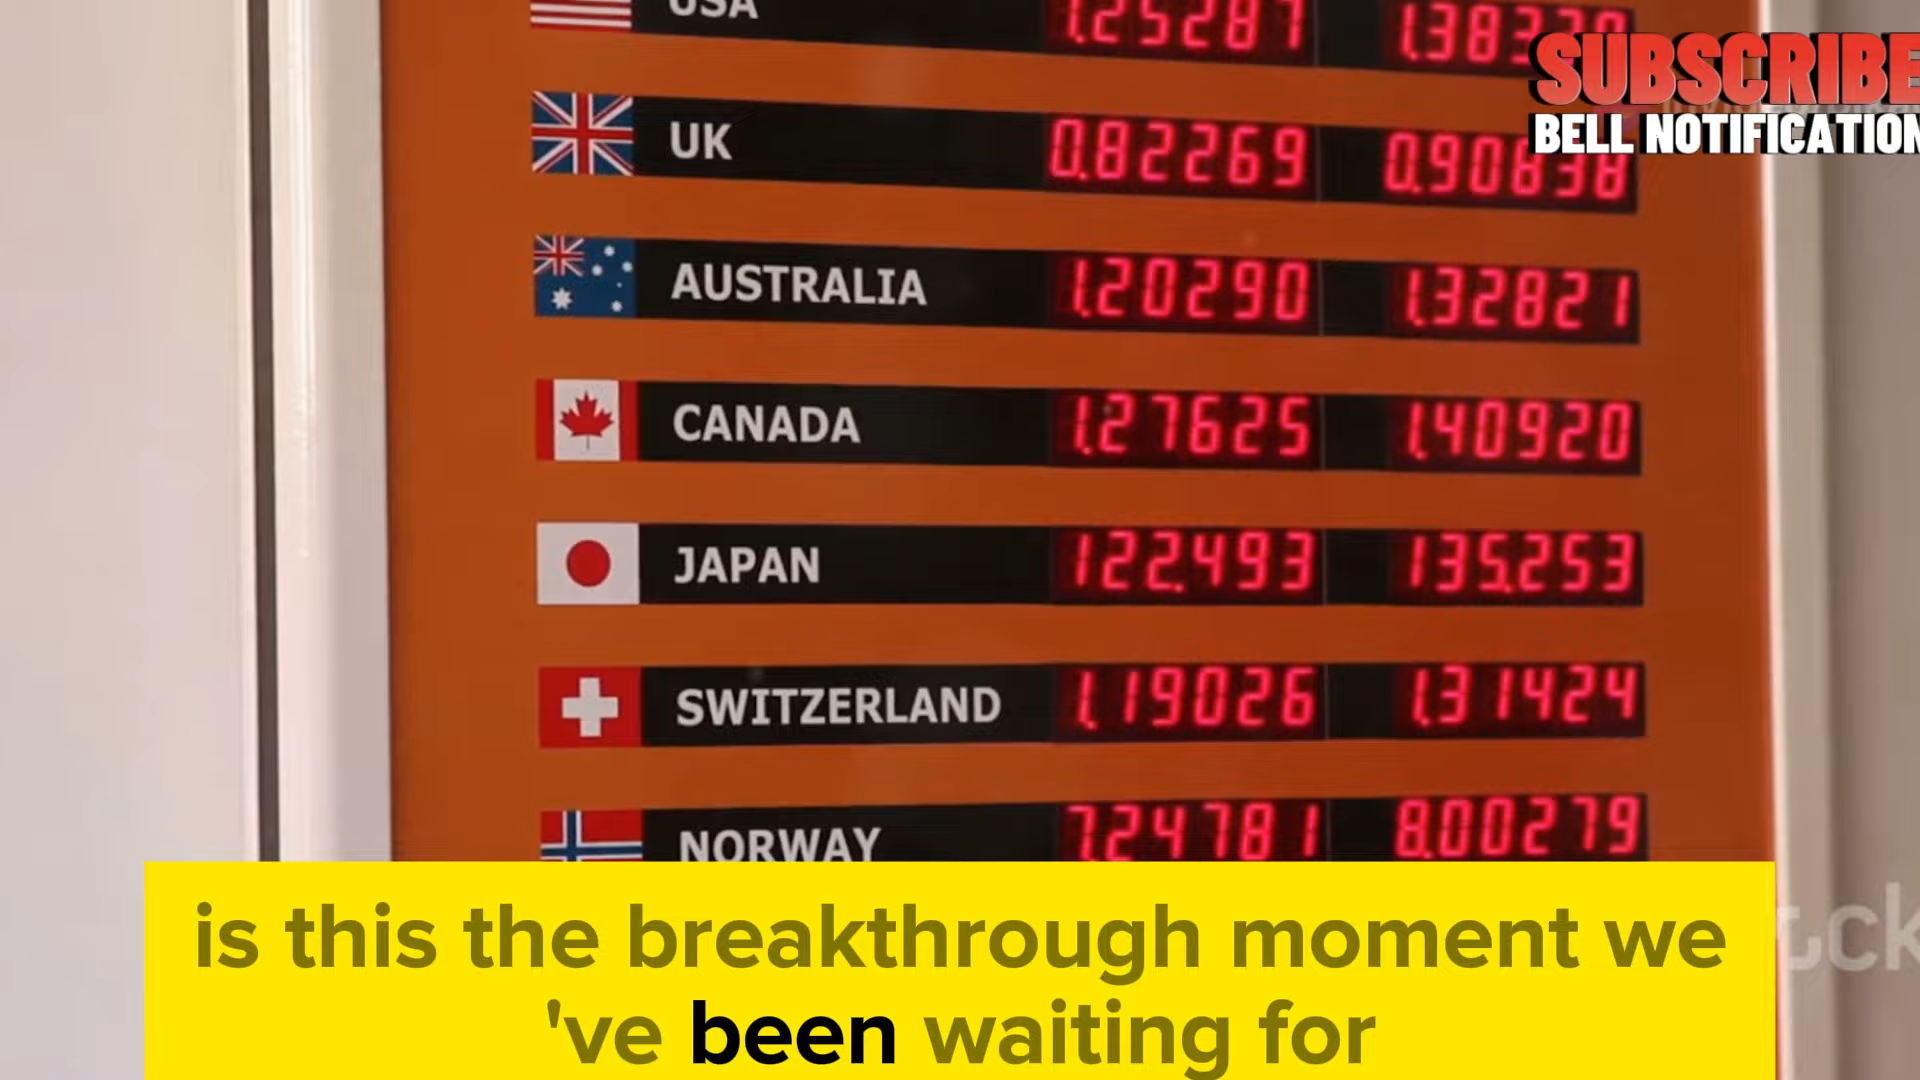 USA 1.25287
SUBSCRIBE
BELL NOTIFICATION
UK 0.82269 0.90838
AUSTRALIA 1.20290 1.32821
CANADA 1.27625 1.40920
JAPAN 122.493 135.253
SWITZERLAND 1.19026 1.31424
NORWAY 7.24781 8.00279
is this the breakthrough moment we
've been waiting for